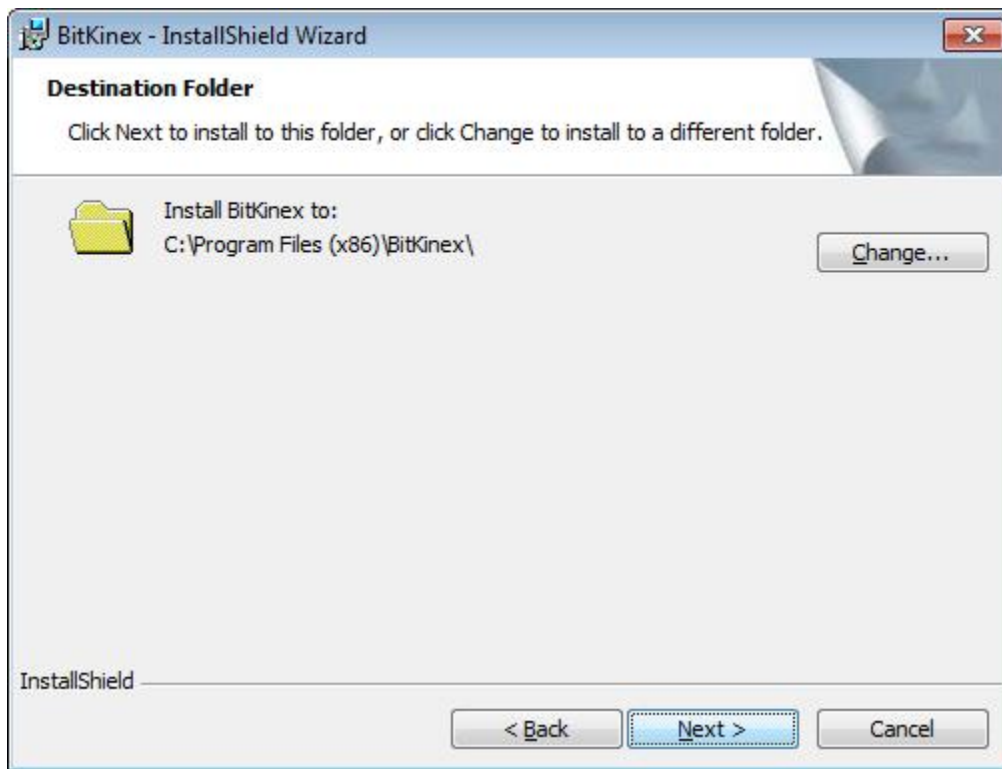 BitKinex - InstallShield Wizard
Destination Folder
Click Next to install to this folder, or click Change to install to a different folder.
Install BitKinex to:
C:\Program Files (x86)\BitKinex\
Change...
InstallShield
< Back
Next >
Cancel